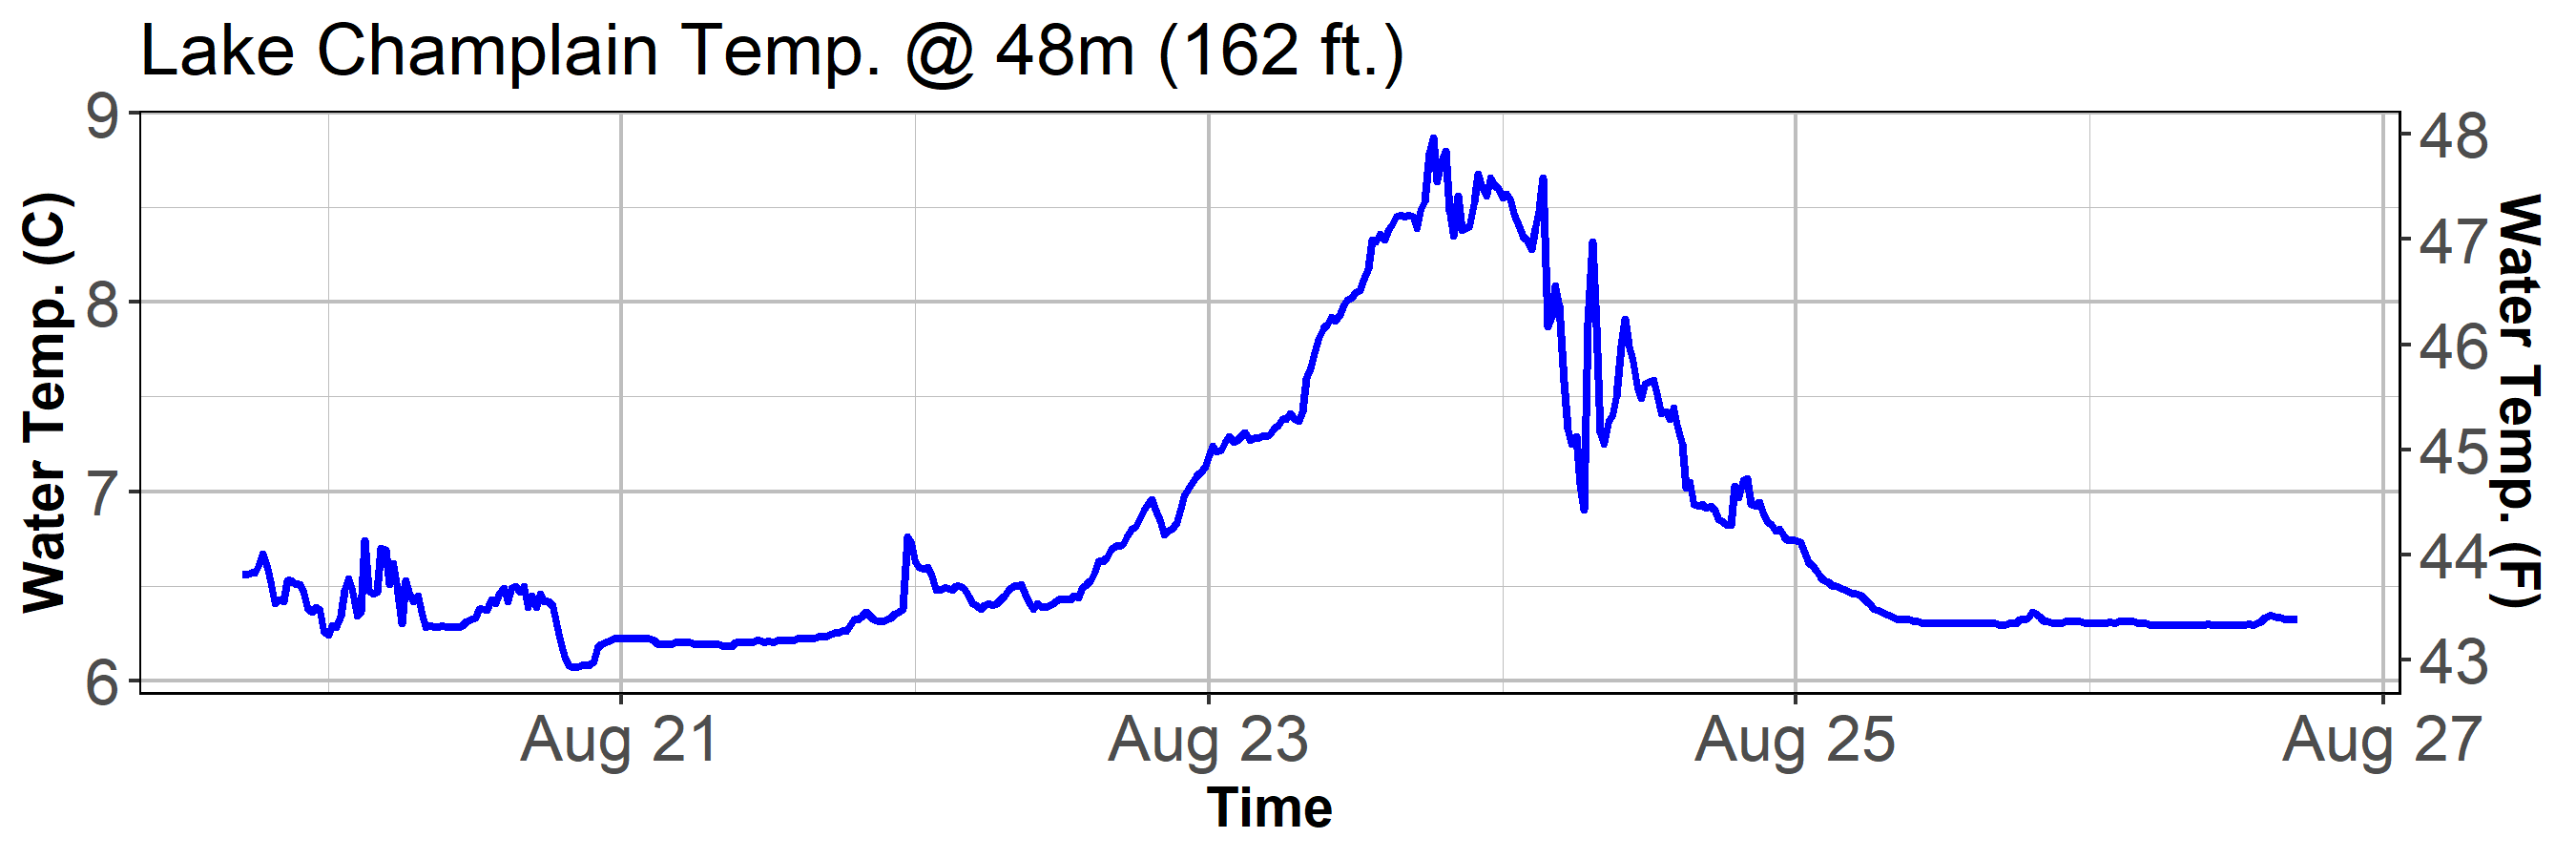 Lake Champlain Temp. @ 48m (162 ft.)
Water Temp. (C)
9
8
7
6
48
47
46
45
44
43
Water Temp. (F)
Aug 21 Aug 23 Aug 25 Aug 27
Time